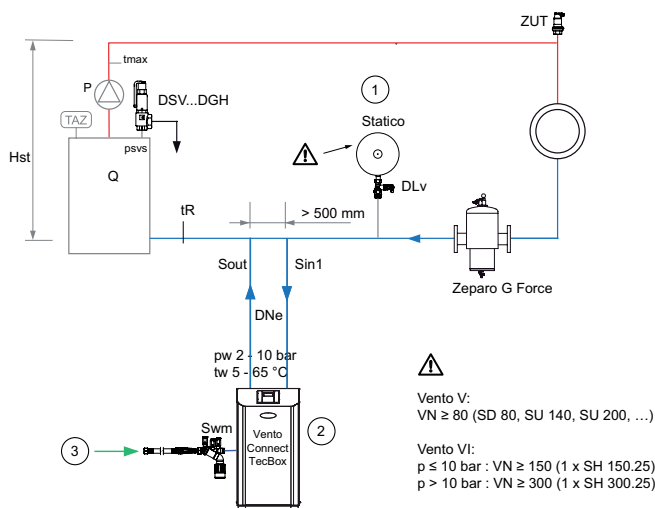 ZUT
tmax
P
DSV...DGH
1
TAZ
Statico
psvs
Hst
Q
DLv
tR
> 500 mm
Sout
Sin1
Zeparo G Force
DNe
pw 2 - 10 bar
tw 5 - 65 °C
Vento V:
VN ≥ 80 (SD 80, SU 140, SU 200, …)
Swm
Vento
Connect
TecBox
2
3
Vento VI:
p ≤ 10 bar : VN ≥ 150 (1 x SH 150.25)
p > 10 bar : VN ≥ 300 (1 x SH 300.25)